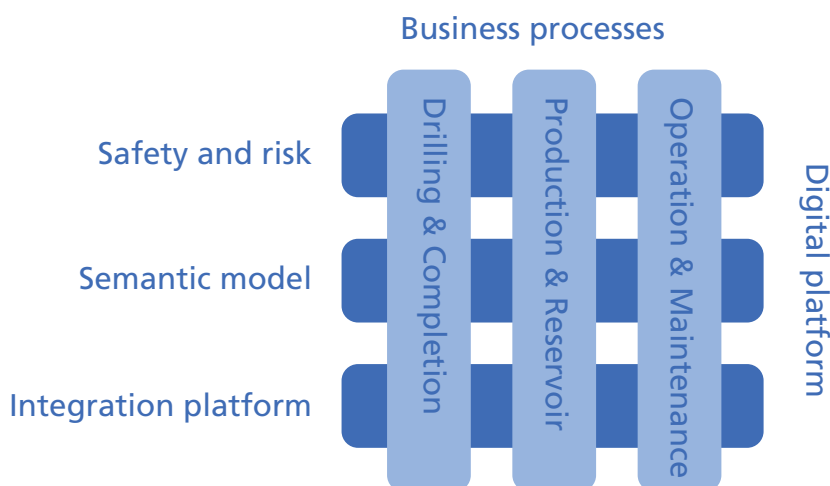 Business processes
Safety and risk
Semantic model
Integration platform
Drilling & Completion
Production & Reservoir
Operation & Maintenance
Digital platform